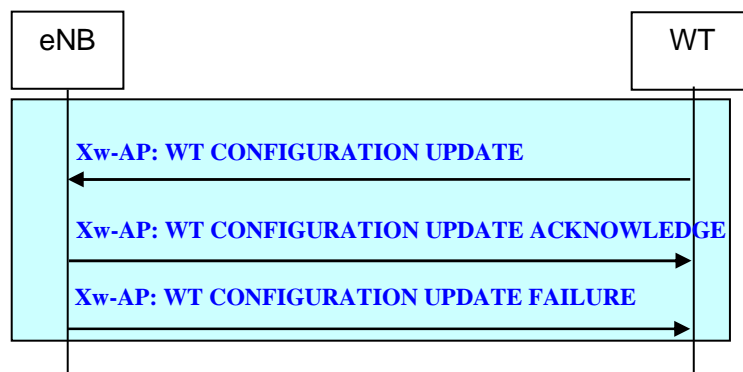 eNB
WT
Xw-AP: WT CONFIGURATION UPDATE
Xw-AP: WT CONFIGURATION UPDATE ACKNOWLEDGE
Xw-AP: WT CONFIGURATION UPDATE FAILURE